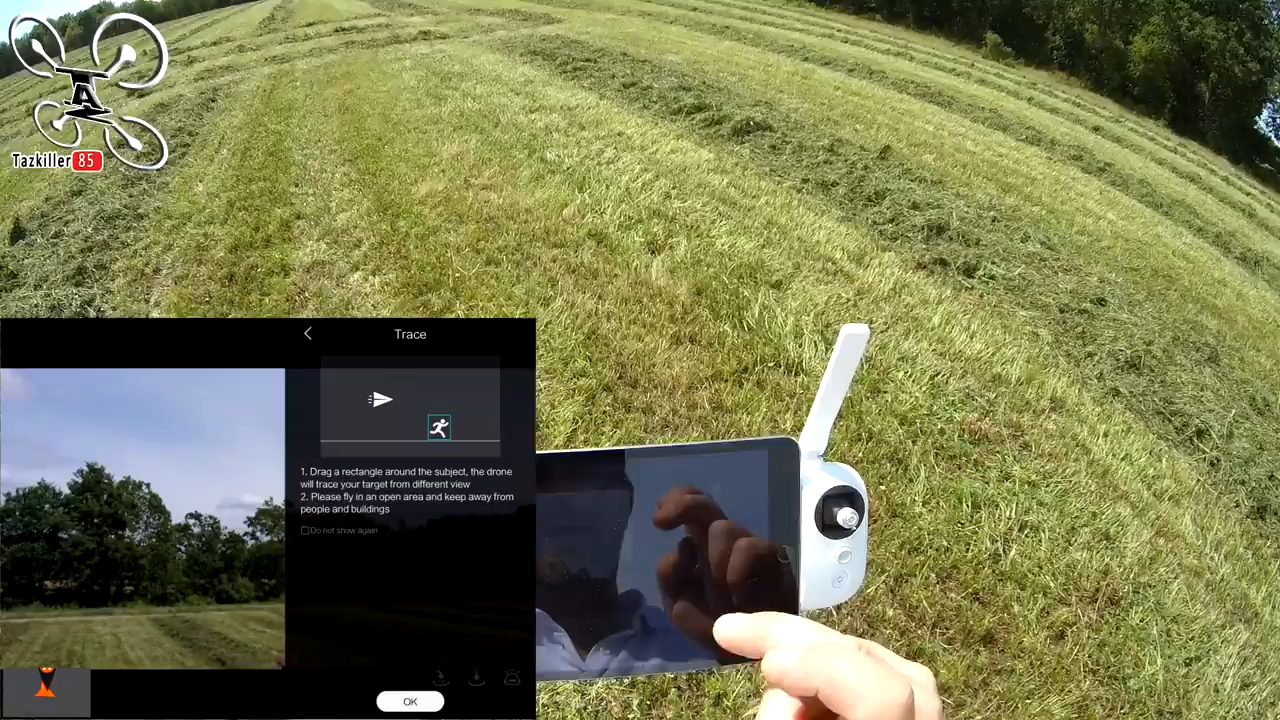 A
Tazkiller 85
Trace
1. Drag a rectangle around the subject, the drone
will trace your target from different view
2. Please fly in an open area and keep away from
people and buildings
Do not show again
OK